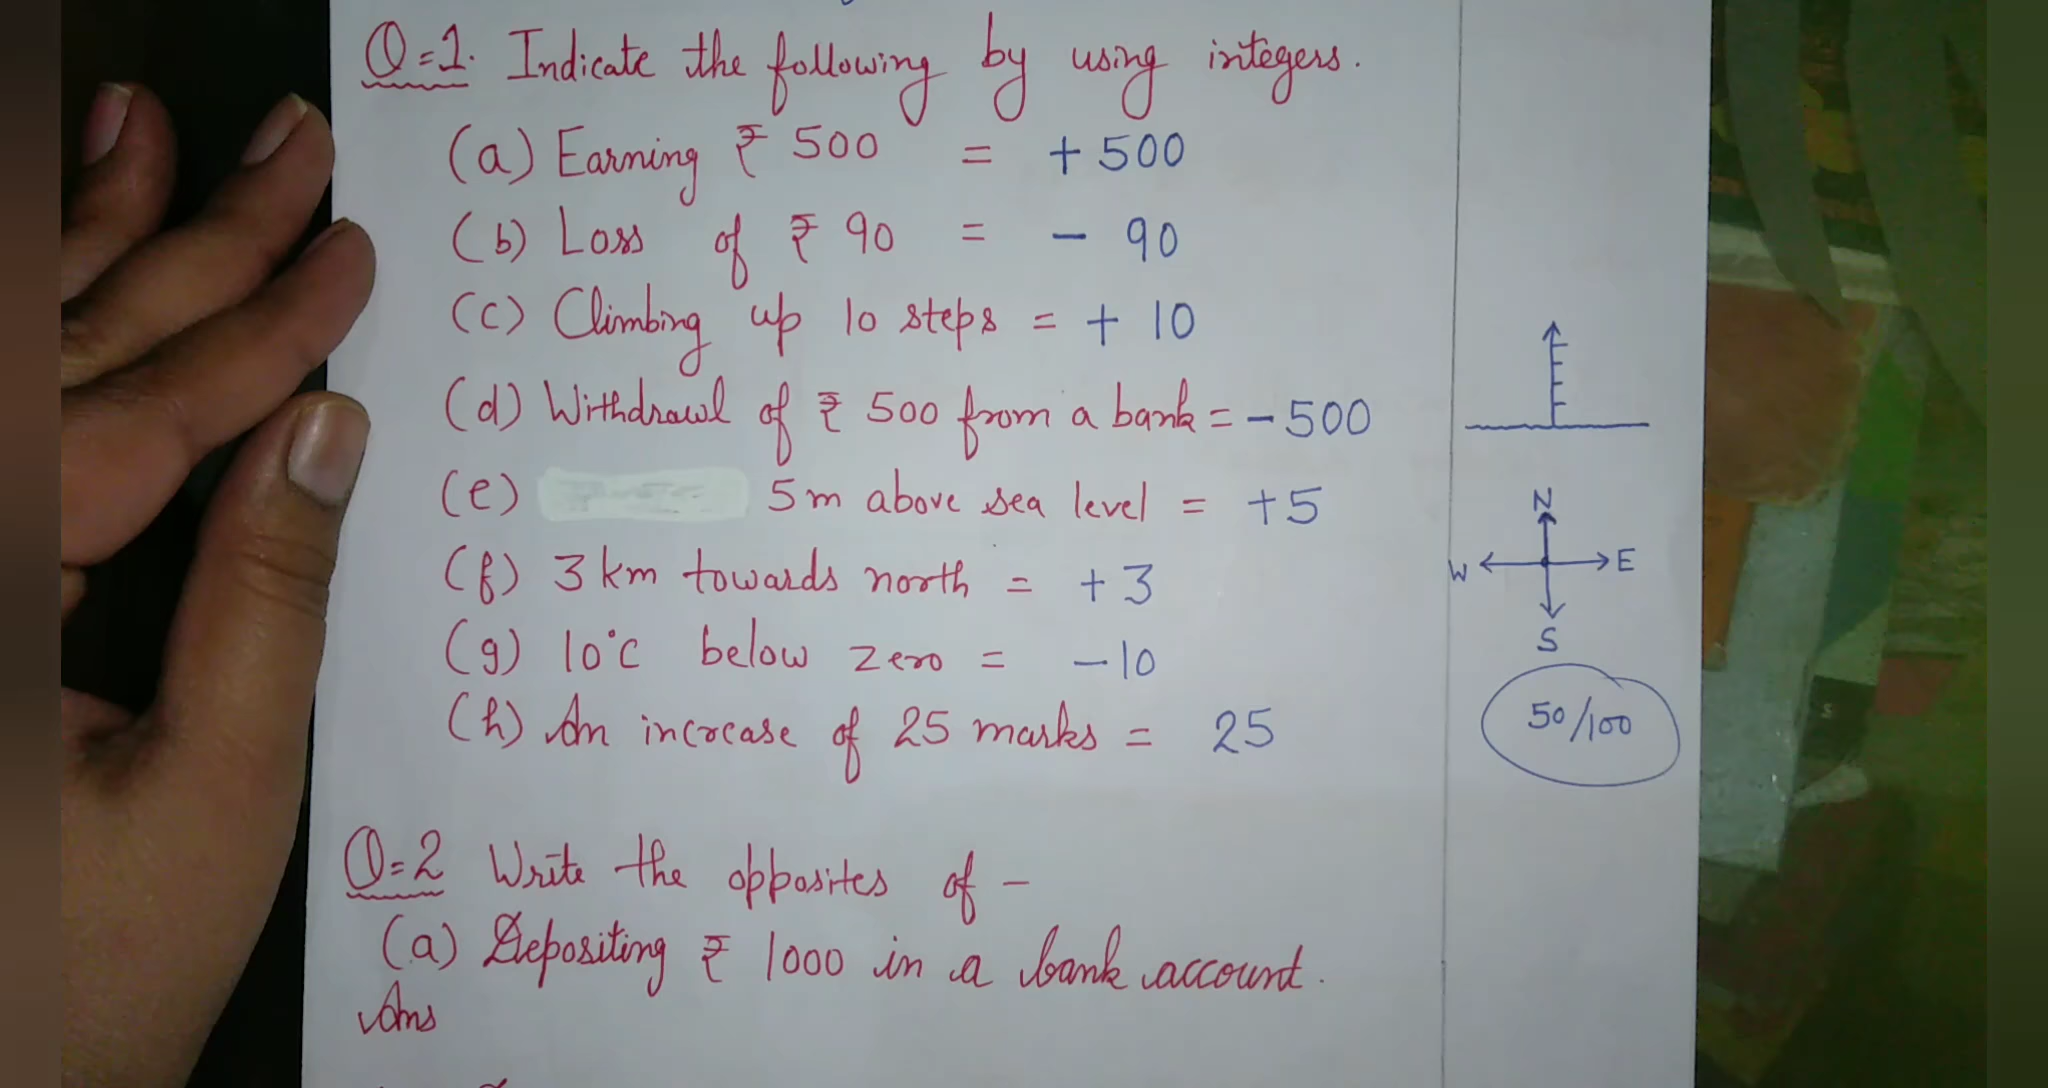 Q=1. Indicate the following by using integers.
(a) Earning ₹ 500 = + 500
(b) Loss of ₹ 90 = - 90
(c) Climbing up 10 steps = + 10
(d) Withdrawl of ₹ 500 from a bank = - 500
(e) 5m above sea level = +5
(f) 3 km towards north = +3
(g) 10°C below zero = -10
(h) An increase of 25 marks = 25
N
W E
S
50/100
Q=2 Write the opposites of -
(a) Depositing ₹ 1000 in a bank account.
Ans